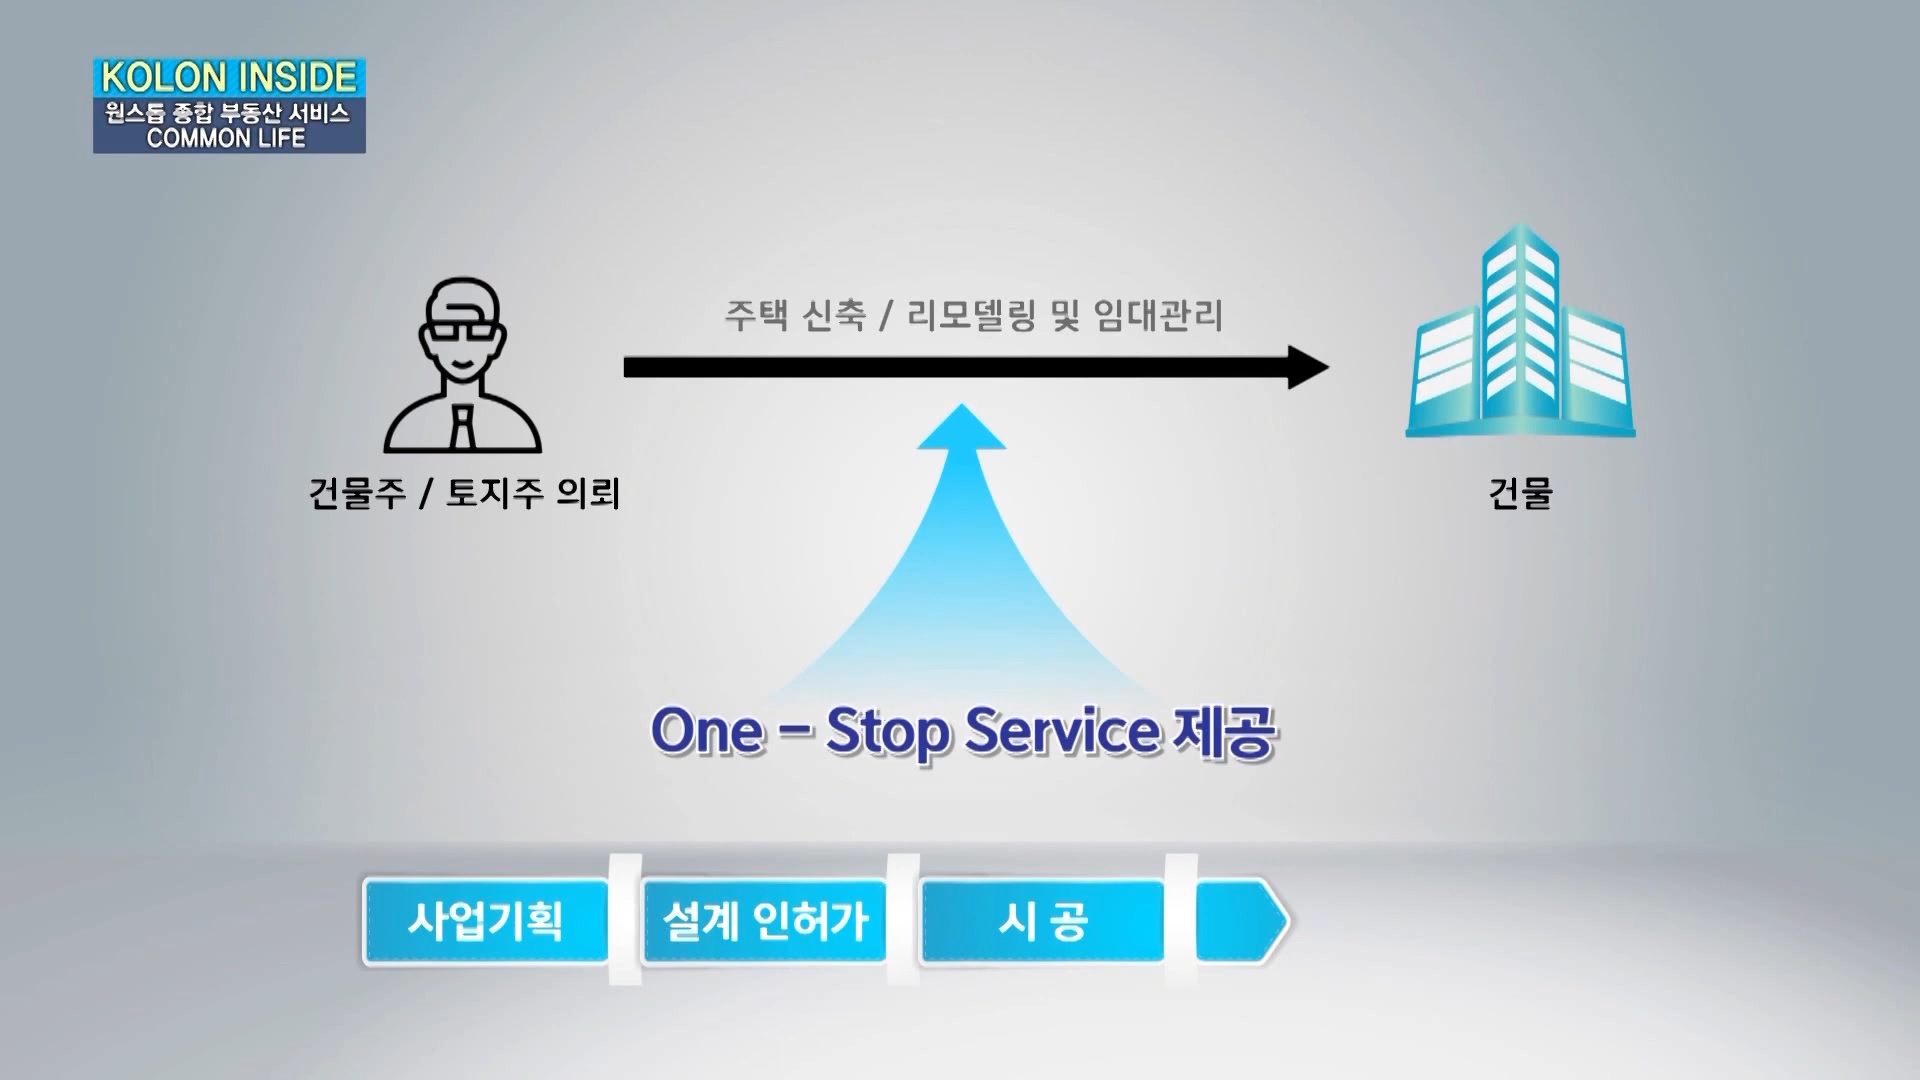 KOLON INSIDE
원스톱 종합 부동산 서비스
COMMON LIFE
주택 신축 / 리모델링 및 임대관리
건물주 / 토지주 의뢰
건물
One - Stop Service 제공
사업기획
설계 인허가
시 공